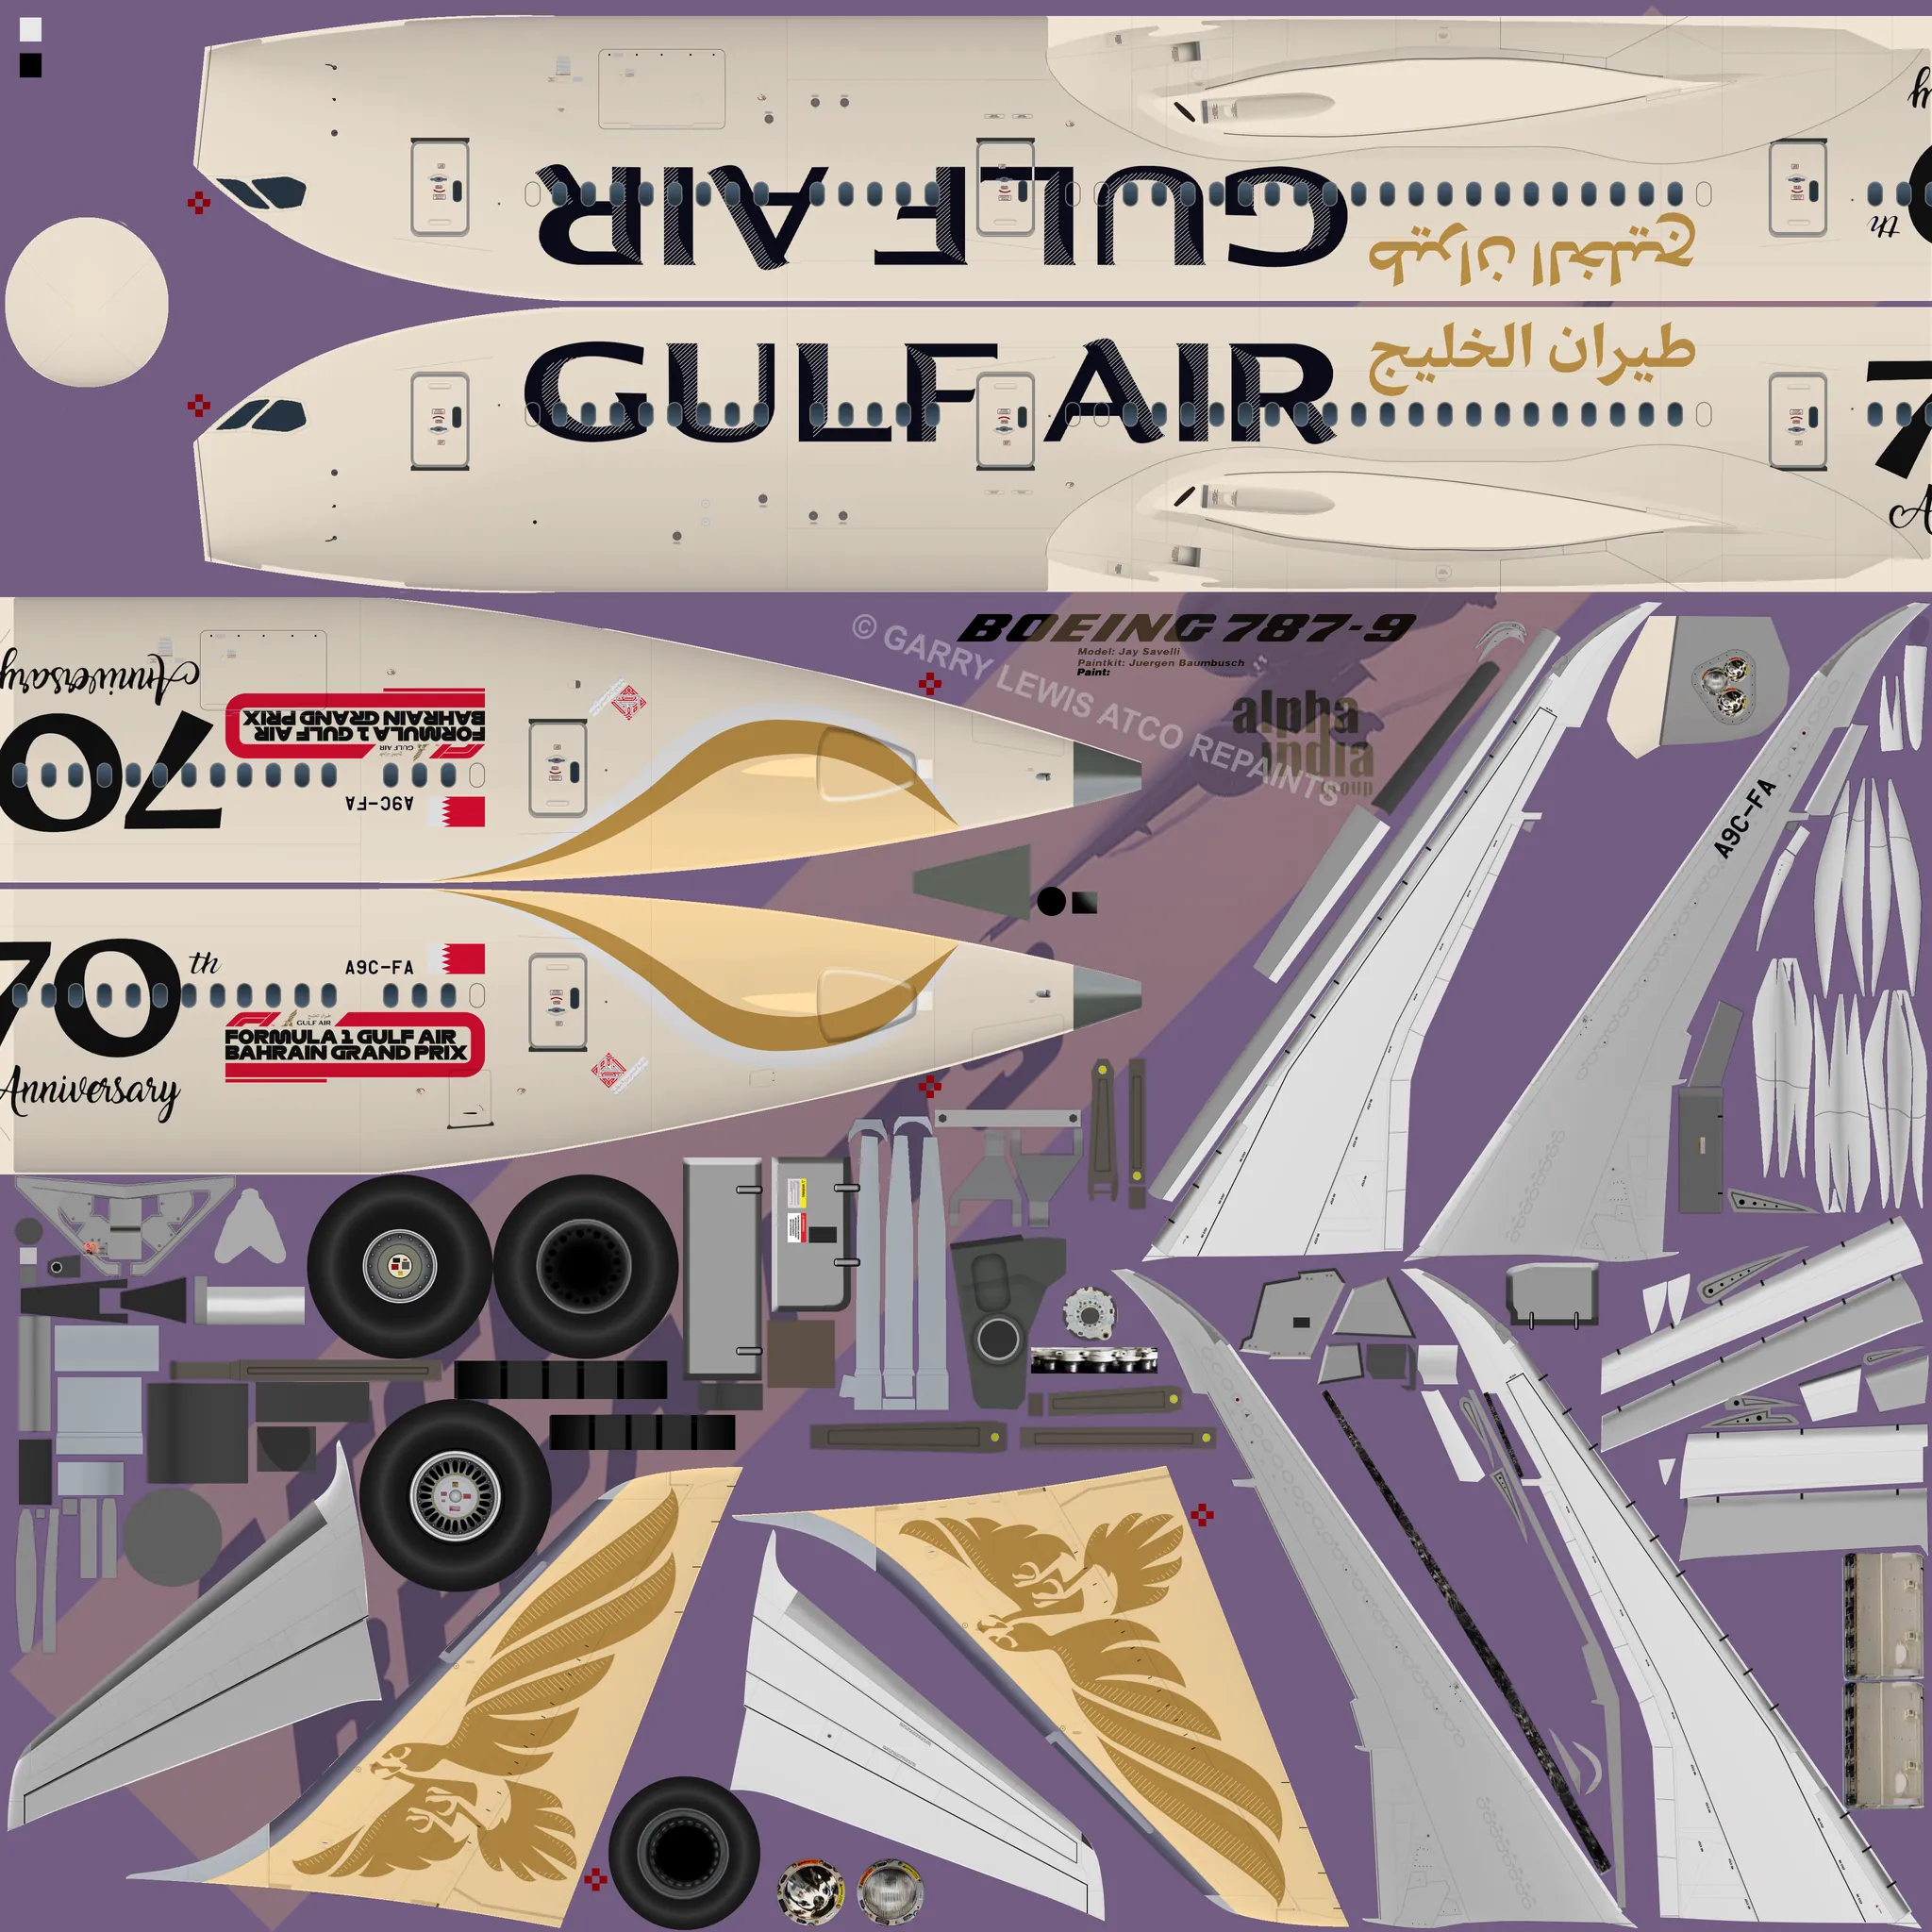 GULF AIR
طيران الخليج
th
GULF AIR
طيران الخليج
7
BOEING 787-9
Model: Jay Savelli
Paintkit: Juergen Baumbusch
Paint:
© GARRY LEWIS ATCO REPAINTS
alpha
india
group
Anniversary
70
FORMULA 1 GULF AIR
BAHRAIN GRAND PRIX
GULF AIR
A9C-FA
A9C-FA
70th
Anniversary
A9C-FA
GULF AIR
FORMULA 1 GULF AIR
BAHRAIN GRAND PRIX